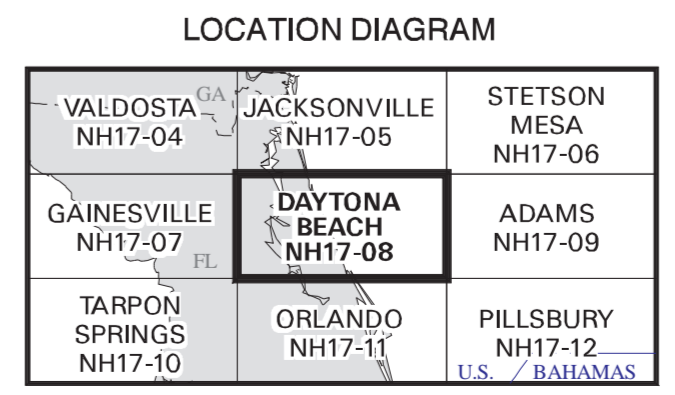 LOCATION DIAGRAM
VALDOSTA
NH17-04
GA
JACKSONVILLE
NH17-05
STETSON
MESA
NH17-06
GAINESVILLE
NH17-07
FL
DAYTONA
BEACH
NH17-08
ADAMS
NH17-09
TARPON
SPRINGS
NH17-10
ORLANDO
NH17-11
PILLSBURY
NH17-12
U.S. / BAHAMAS